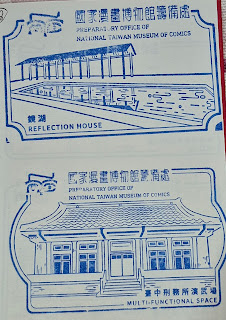 國家漫畫博物館籌備處
PREPARATORY OFFICE OF
NATIONAL TAIWAN MUSEUM OF COMICS
鏡湖
REFLECTION HOUSE
國家漫畫博物館籌備處
PREPARATORY OFFICE OF
NATIONAL TAIWAN MUSEUM OF COMICS
臺中刑務所演武場
MULTI-FUNCTIONAL SPACE